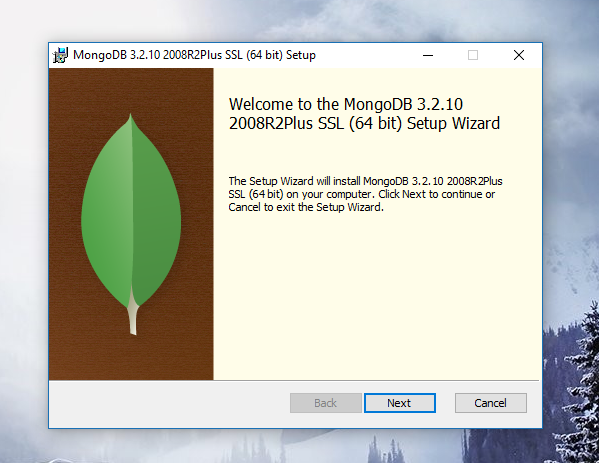 MongoDB 3.2.10 2008R2Plus SSL (64 bit) Setup
Welcome to the MongoDB 3.2.10
2008R2Plus SSL (64 bit) Setup Wizard
The Setup Wizard will install MongoDB 3.2.10 2008R2Plus
SSL (64 bit) on your computer. Click Next to continue or
Cancel to exit the Setup Wizard.
Back Next Cancel